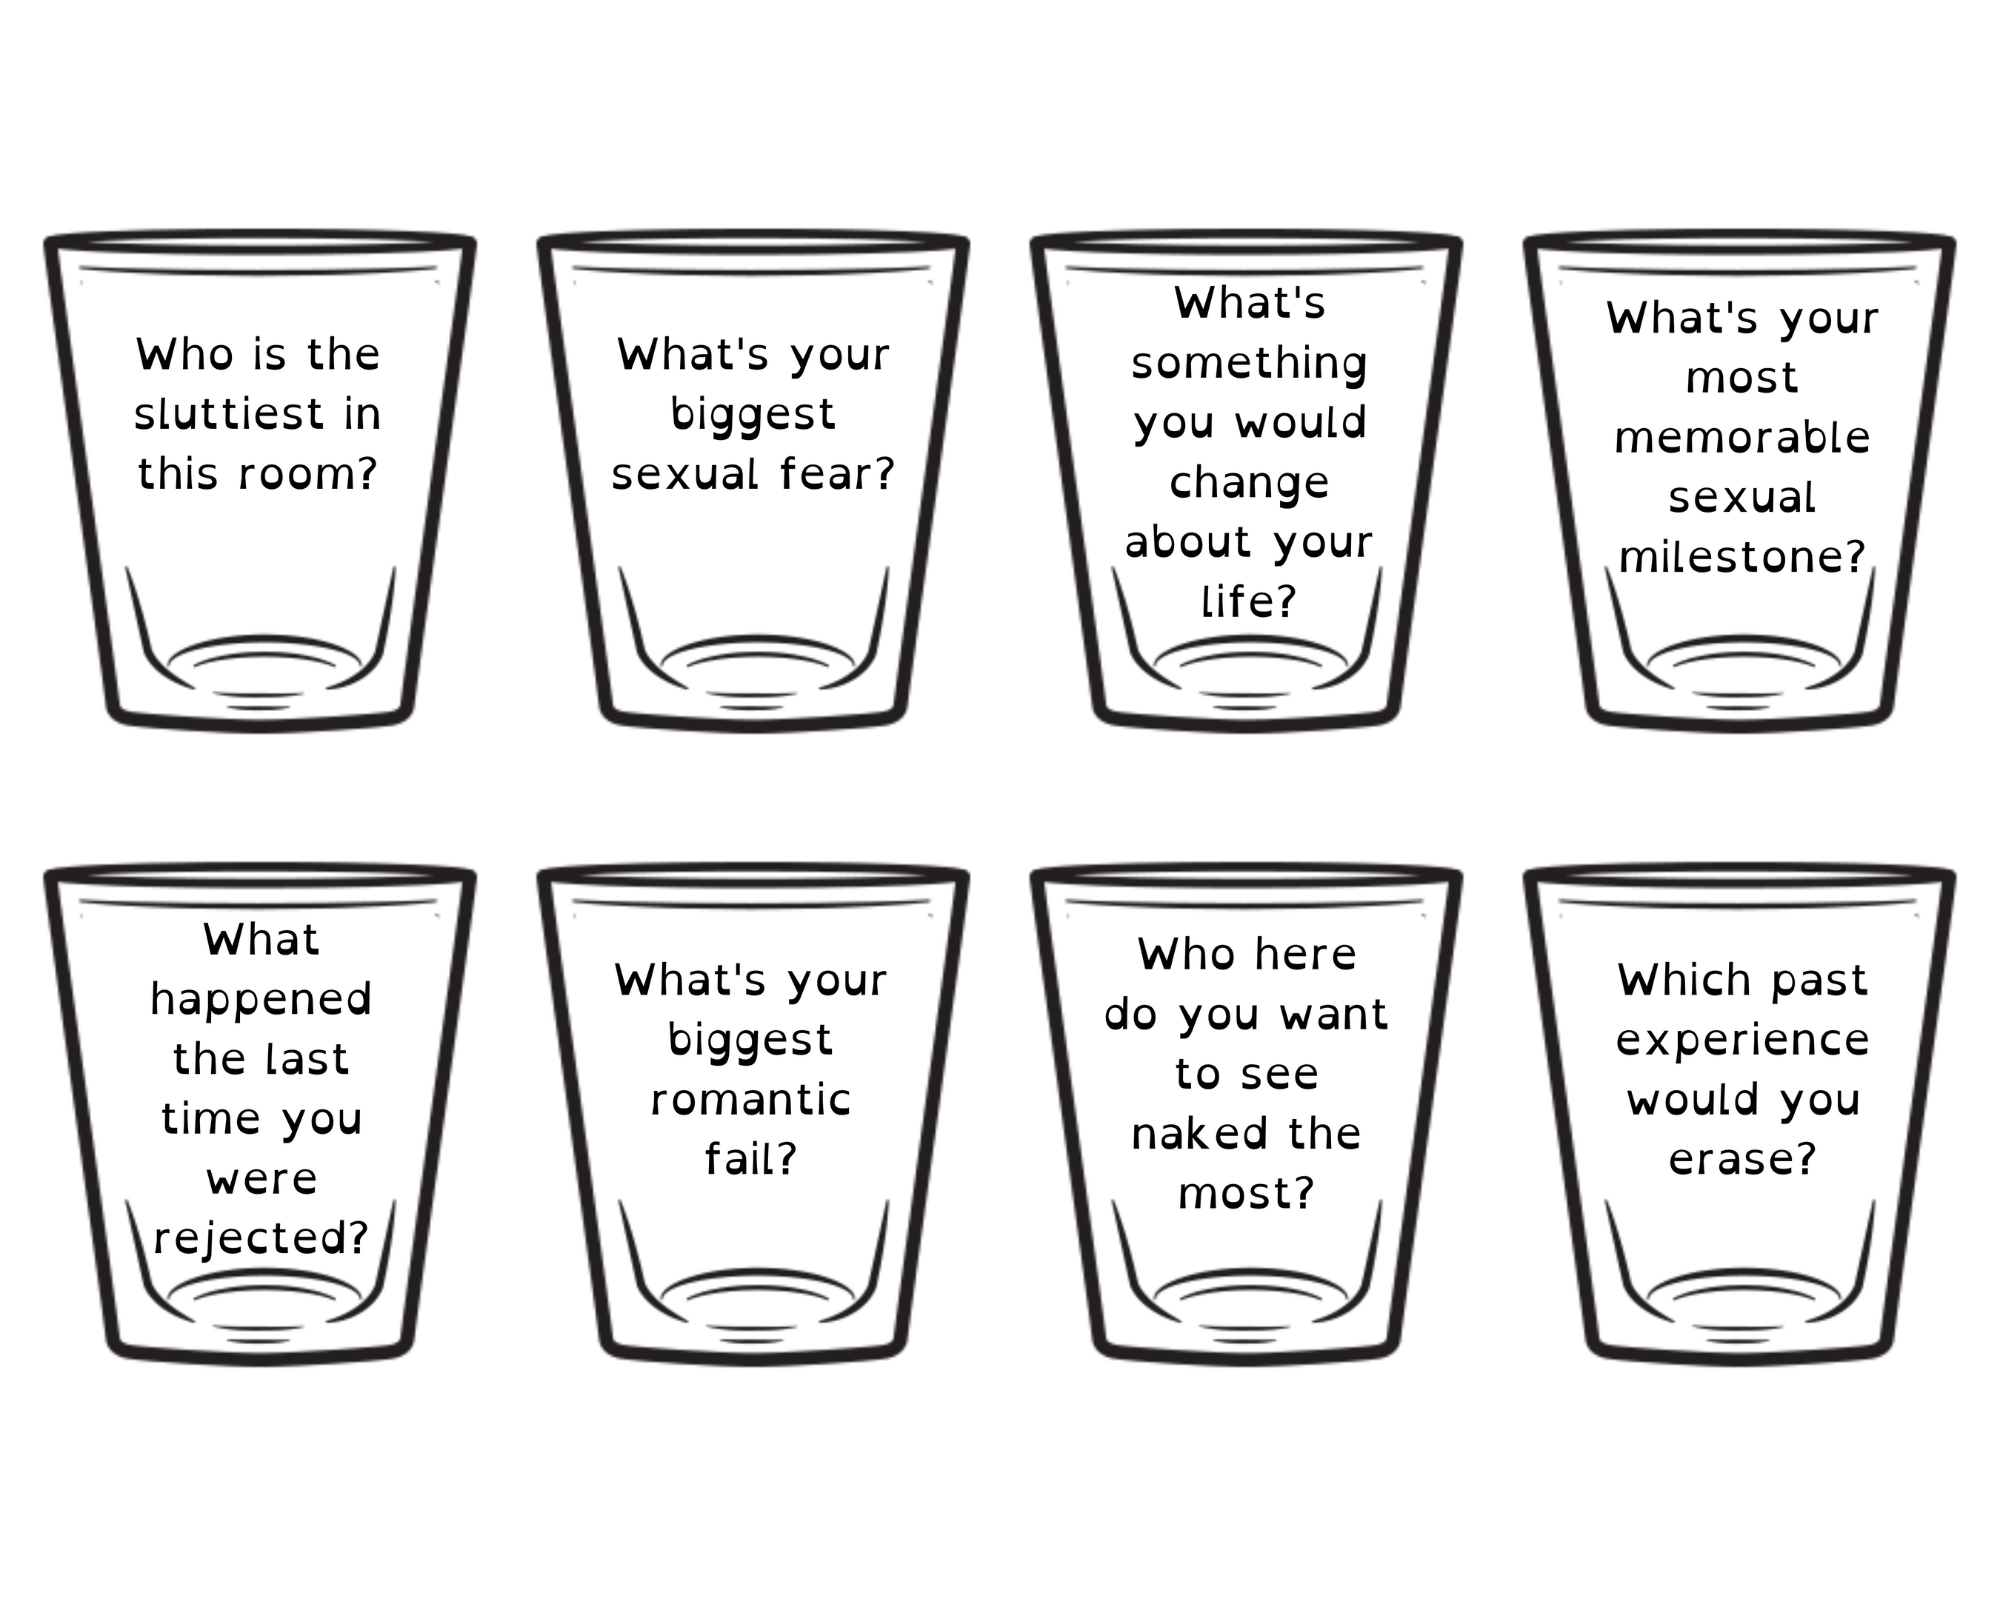 Who is the
sluttiest in
this room?
What's your
biggest
sexual fear?
What's
something
you would
change
about your
life?
What's your
most
memorable
sexual
milestone?
What
happened
the last
time you
were
rejected?
What's your
biggest
romantic
fail?
Who here
do you want
to see
naked the
most?
Which past
experience
would you
erase?